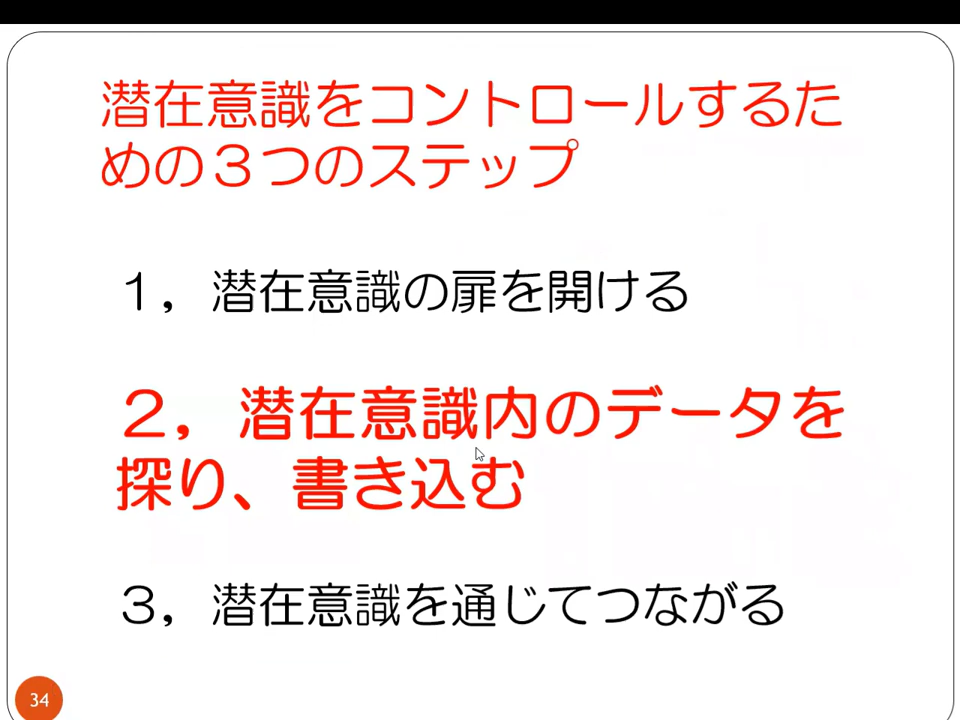 潜在意識をコントロールするた
めの３つのステップ
１，潜在意識の扉を開ける
２，潜在意識内のデータを
探り、書き込む
３，潜在意識を通じてつながる
34